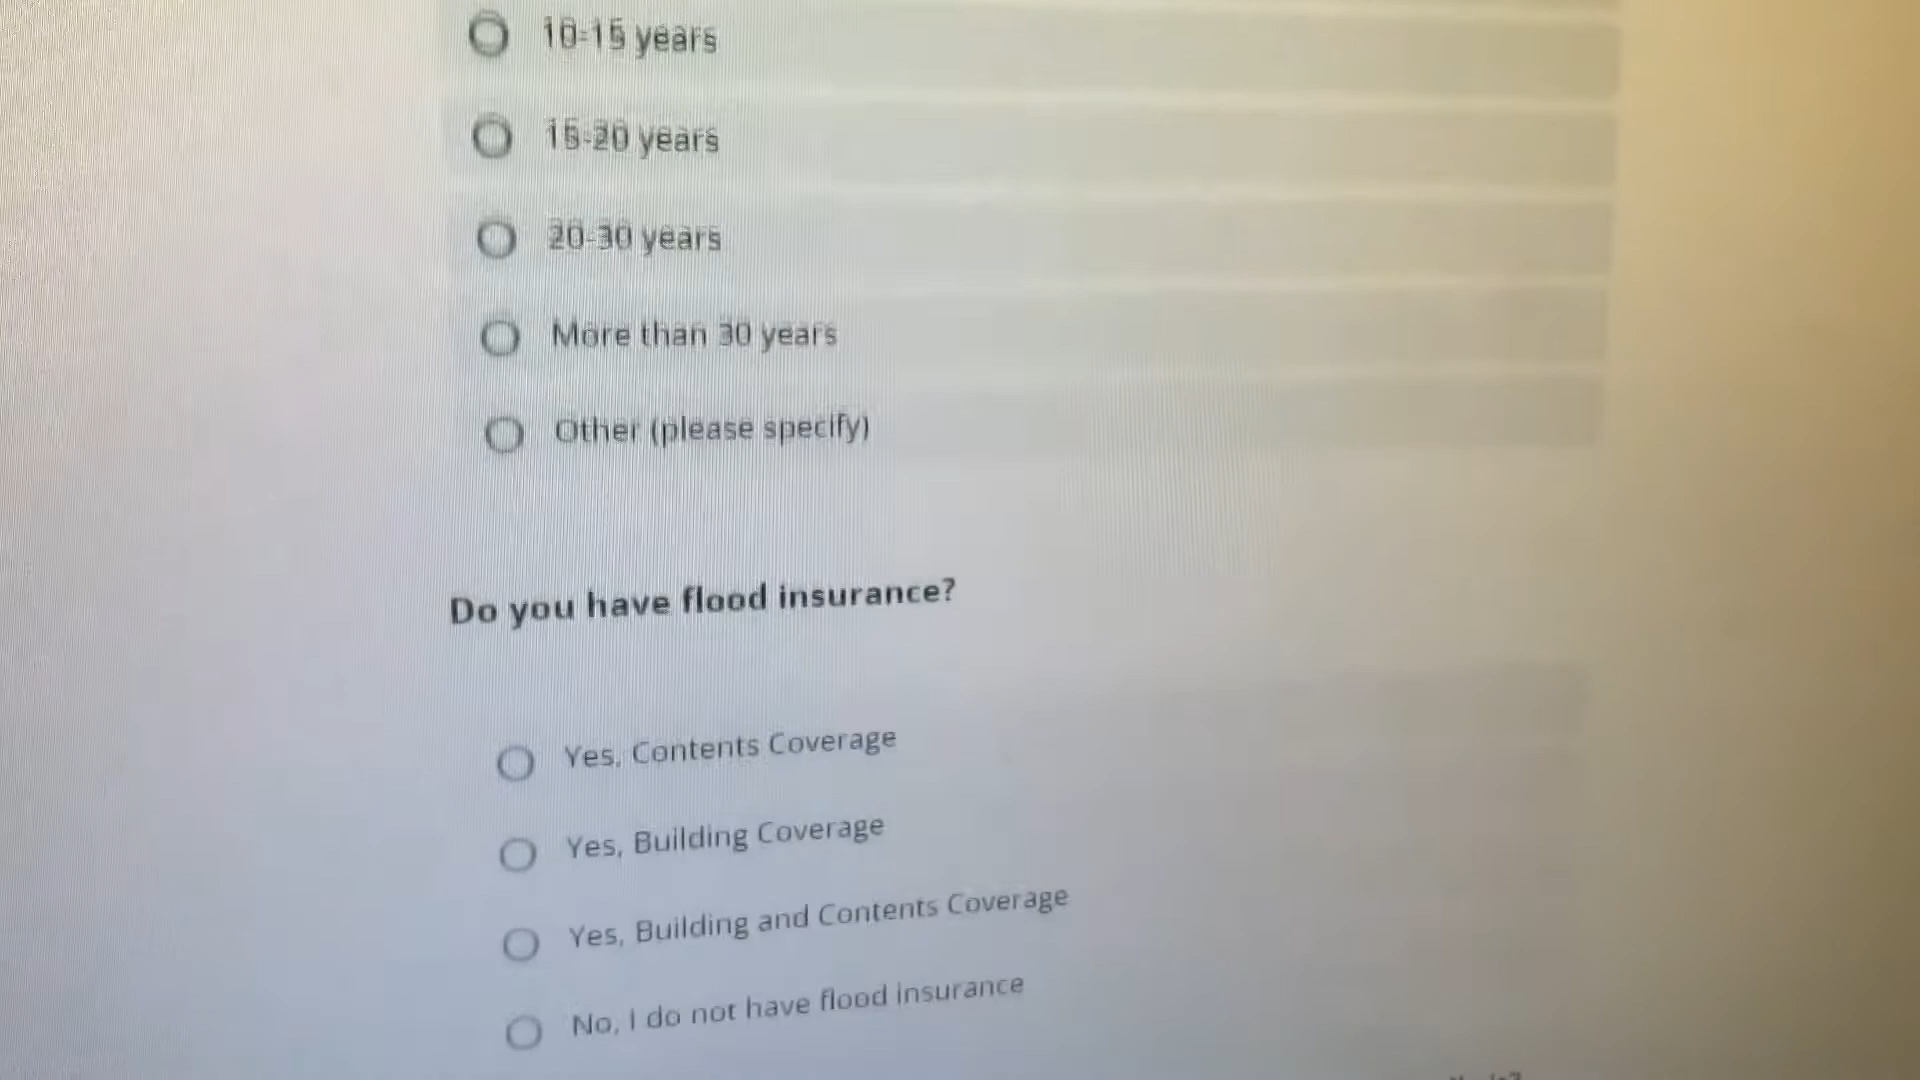 10-15 years
15-20 years
20-30 years
More than 30 years
Other (please specify)
Do you have flood insurance?
Yes, Contents Coverage
Yes, Building Coverage
Yes, Building and Contents Coverage
No, I do not have flood insurance